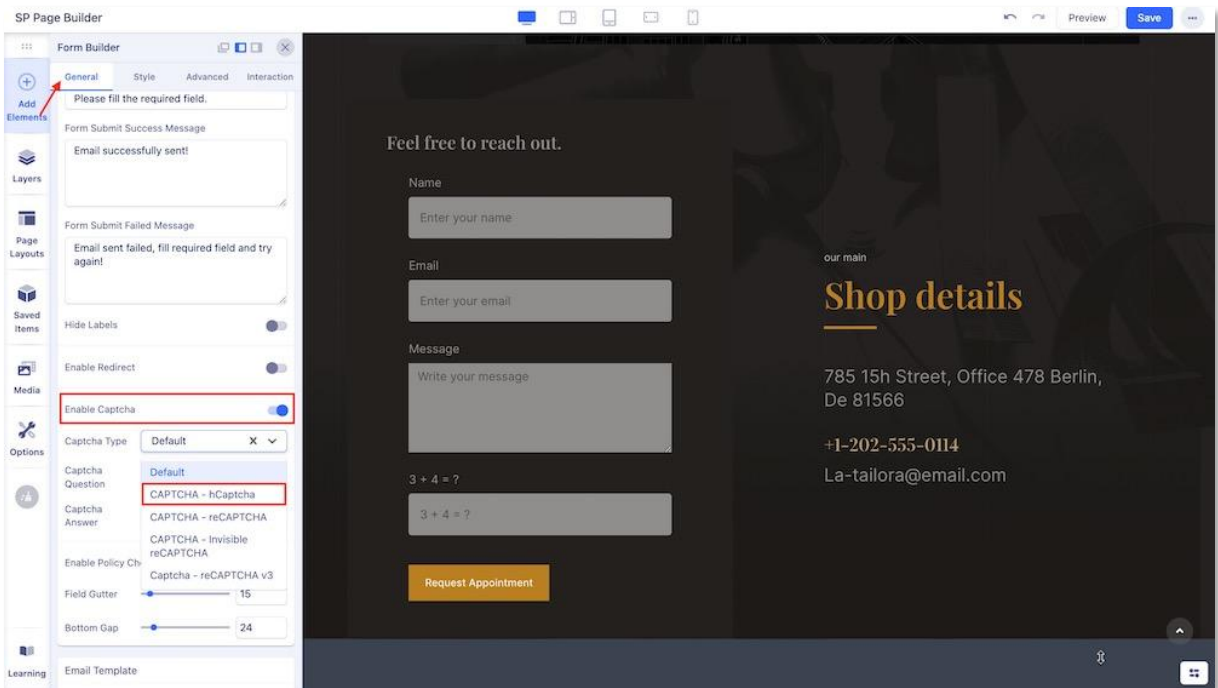 SP Page Builder
Preview
Save
Form Builder
General
Style
Advanced
Interaction
Add
Elements
Layers
Page
Layouts
Saved
Items
Media
Options
Learning
Please fill the required field.
Form Submit Success Message
Email successfully sent!
Form Submit Failed Message
Email sent failed, fill required field and try
again!
Hide Labels
Enable Redirect
Enable Captcha
Captcha Type
Default
X
Captcha
Question
Captcha
Answer
Default
CAPTCHA - hCaptcha
CAPTCHA - reCAPTCHA
CAPTCHA - Invisible
reCAPTCHA
Captcha - reCAPTCHA v3
Enable Policy Ch
Field Gutter
15
Bottom Gap
24
Email Template
Feel free to reach out.
Name
Enter your name
Email
Enter your email
Message
Write your message
3 + 4 = ?
3 + 4 = ?
Request Appointment
our main
Shop details
785 15h Street, Office 478 Berlin,
De 81566
+1-202-555-0114
La-tailora@email.com